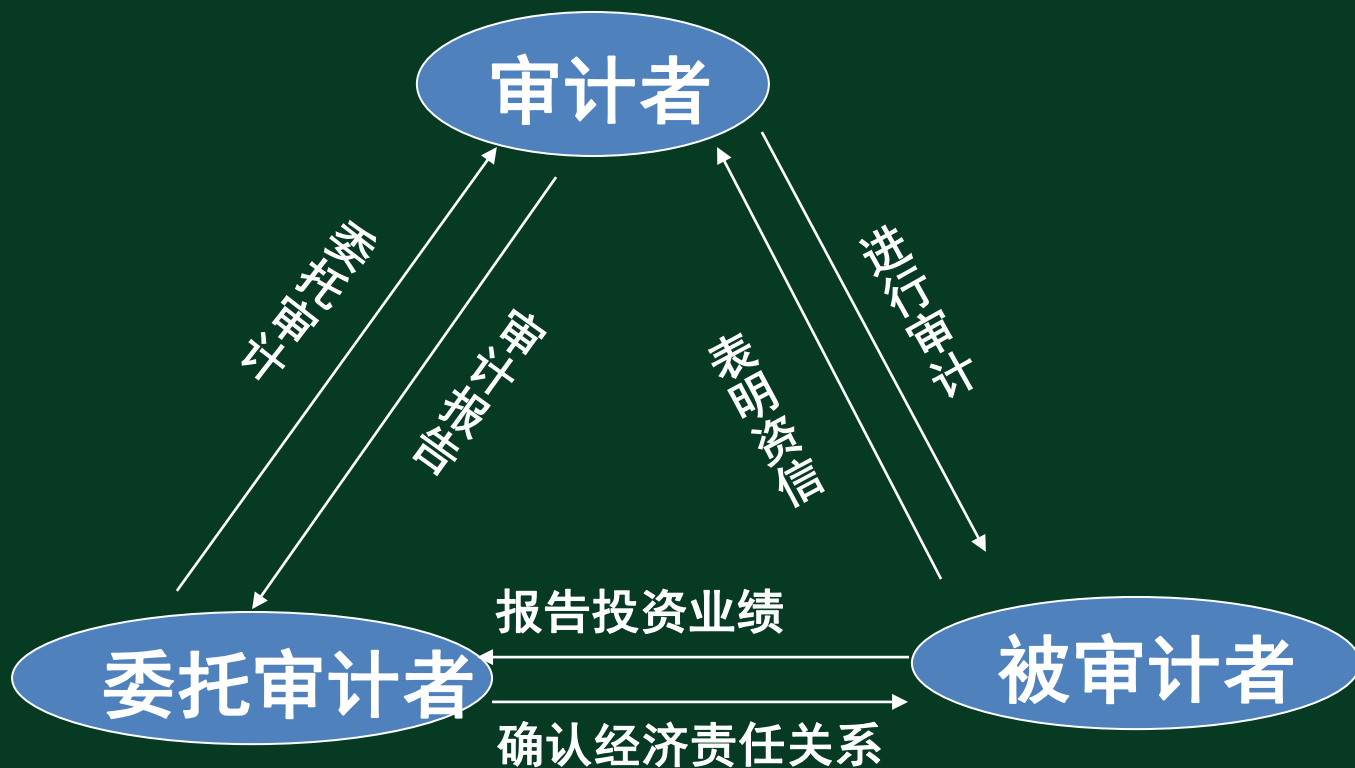 审计者
委托审计
进行审计
审计报告
表明资信
报告投资业绩
委托审计者
被审计者
确认经济责任关系